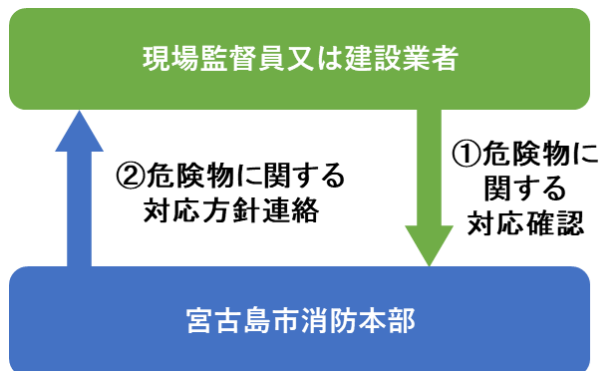 現場監督員又は建設業者
①危険物に
関する
対応確認
②危険物に関する
対応方針連絡
宮古島市消防本部